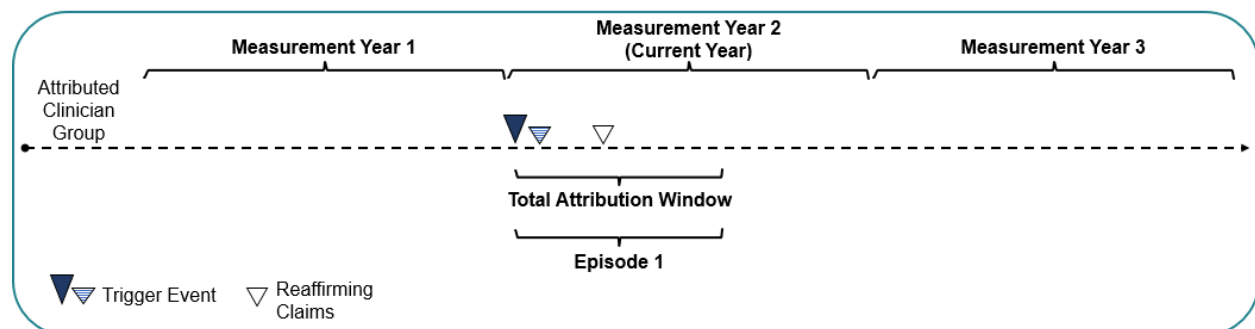 Measurement Year 1
Measurement Year 2
(Current Year)
Measurement Year 3
Attributed
Clinician
Group
Total Attribution Window
Episode 1
Trigger Event
Reaffirming
Claims